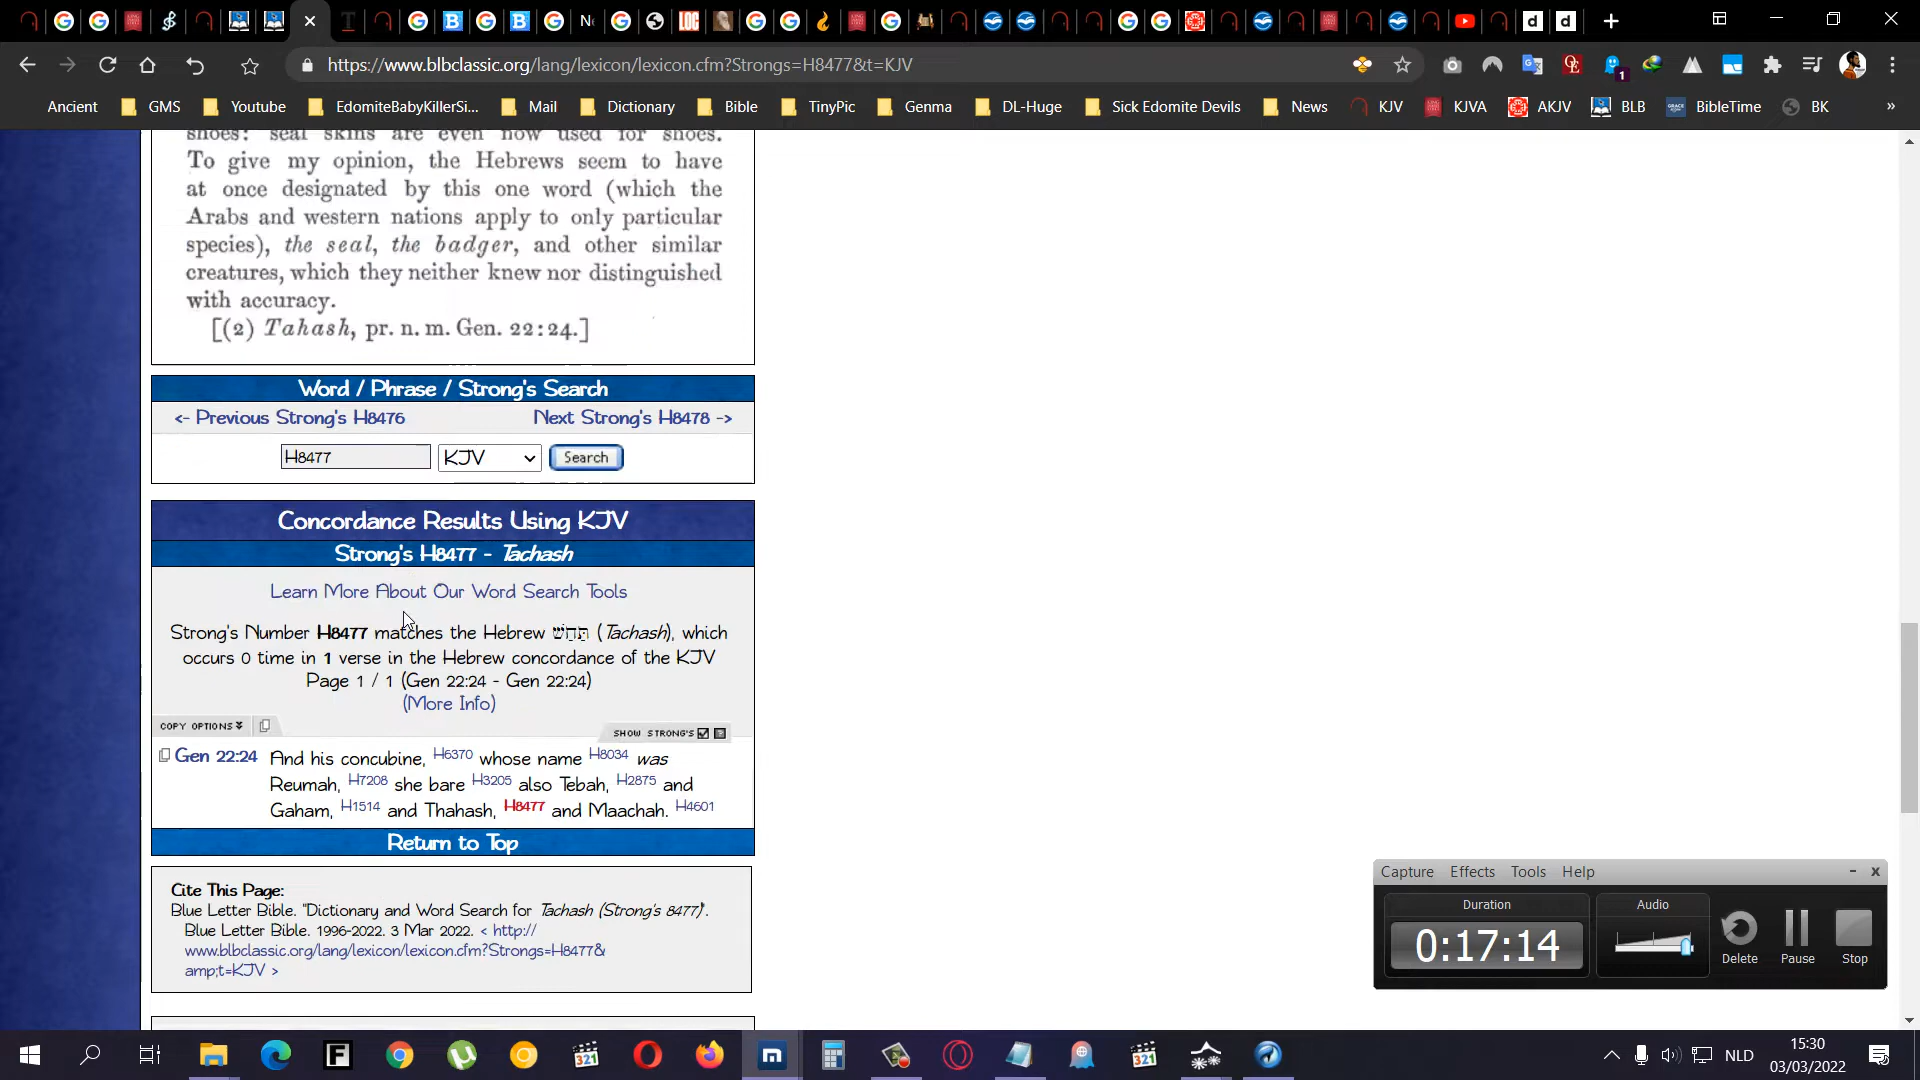 https://www.blbclassic.org/lang/lexicon/lexicon.cfm?Strongs=H8477&t=KJV
1
Ancient
GMS
Youtube
EdomiteBabyKillerSi...
Mail
Dictionary
Bible
TinyPic
Genma
DL-Huge
Sick Edomite Devils
News
KJV
KJVA
AKJV
BLB
BibleTime
BK
»
shoes: seal skins are even now used for shoes.
To give my opinion, the Hebrews seem to have
at once designated by this one word (which the
Arabs and western nations apply to only particular
species), the seal, the badger, and other similar
creatures, which they neither knew nor distinguished
with accuracy.
[(2) Tahash, pr. n. m. Gen. 22:24.]
Word / Phrase / Strong's Search
<- Previous Strong's H8476 Next Strong's H8478 ->
H8477 KJV Search
Concordance Results Using KJV
Strong's H8477 - Tachash
Learn More About Our Word Search Tools
Strong's Number H8477 matches the Hebrew תַּחַשׁ (Tachash), which
occurs 0 time in 1 verse in the Hebrew concordance of the KJV
Page 1 / 1 (Gen 22:24 - Gen 22:24)
(More Info)
COPY OPTIONS
SHOW STRONG'S
Gen 22:24 And his concubine, H6370 whose name H8034 was
Reumah, H7208 she bare H3205 also Tebah, H2875 and
Gaham, H1514 and Thahash, H8477 and Maachah. H4601
Return to Top
Cite This Page:
Blue Letter Bible. "Dictionary and Word Search for Tachash (Strong's 8477)".
Blue Letter Bible. 1996-2022. 3 Mar 2022. < http://
www.blbclassic.org/lang/lexicon/lexicon.cfm?Strongs=H8477&
amp;t=KJV >
Capture Effects Tools Help
Duration
Audio
0:17:14
Delete
Pause
Stop
NLD
15:30
03/03/2022